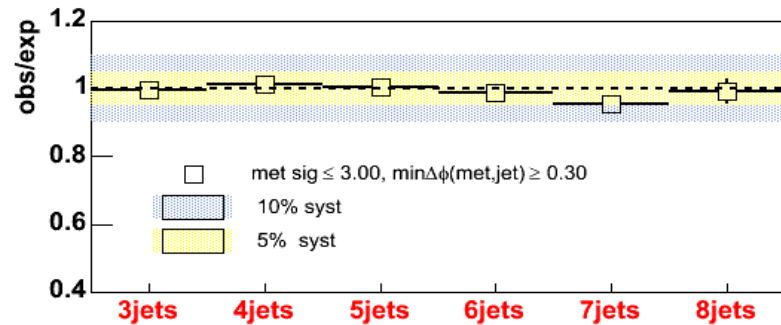 obs/exp
1.2
1
0.8
0.6
0.4
met sig ≤ 3.00, minΔϕ(met,jet) ≥ 0.30
10% syst
5% syst
3jets 4jets 5jets 6jets 7jets 8jets